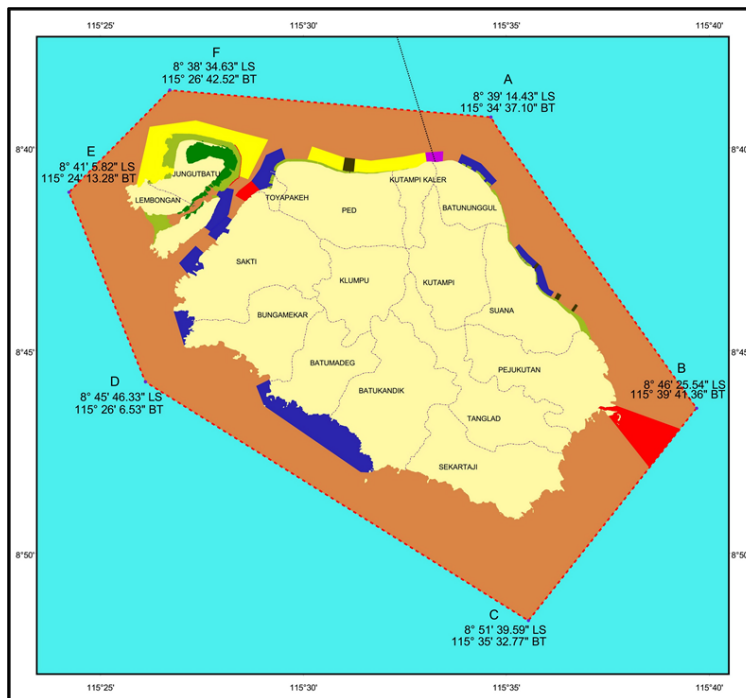 115°25'
115°30'
115°35'
115°40'
F
8° 38' 34.63" LS
115° 26' 42.52" BT
A
8° 39' 14.43" LS
115° 34' 37.10" BT
8°40'
8°40'
E
8° 41' 5.82" LS
115° 24' 13.28" BT
JUNGUTBATU
LEMBONGAN
TOYAPAKEH
PED
KUTAMPI KALER
BATUNUNGGUL
SAKTI
KLUMPU
KUTAMPI
SUANA
BUNGAMEKAR
8°45'
8°45'
BATUMADEG
PEJUKUTAN
B
8° 46' 25.54" LS
115° 39' 41.36" BT
D
8° 45' 46.33" LS
115° 26' 6.53" BT
BATUKANDIK
TANGLAD
SEKARTAJI
8°50'
8°50'
C
8° 51' 39.59" LS
115° 35' 32.77" BT
115°25'
115°30'
115°35'
115°40'